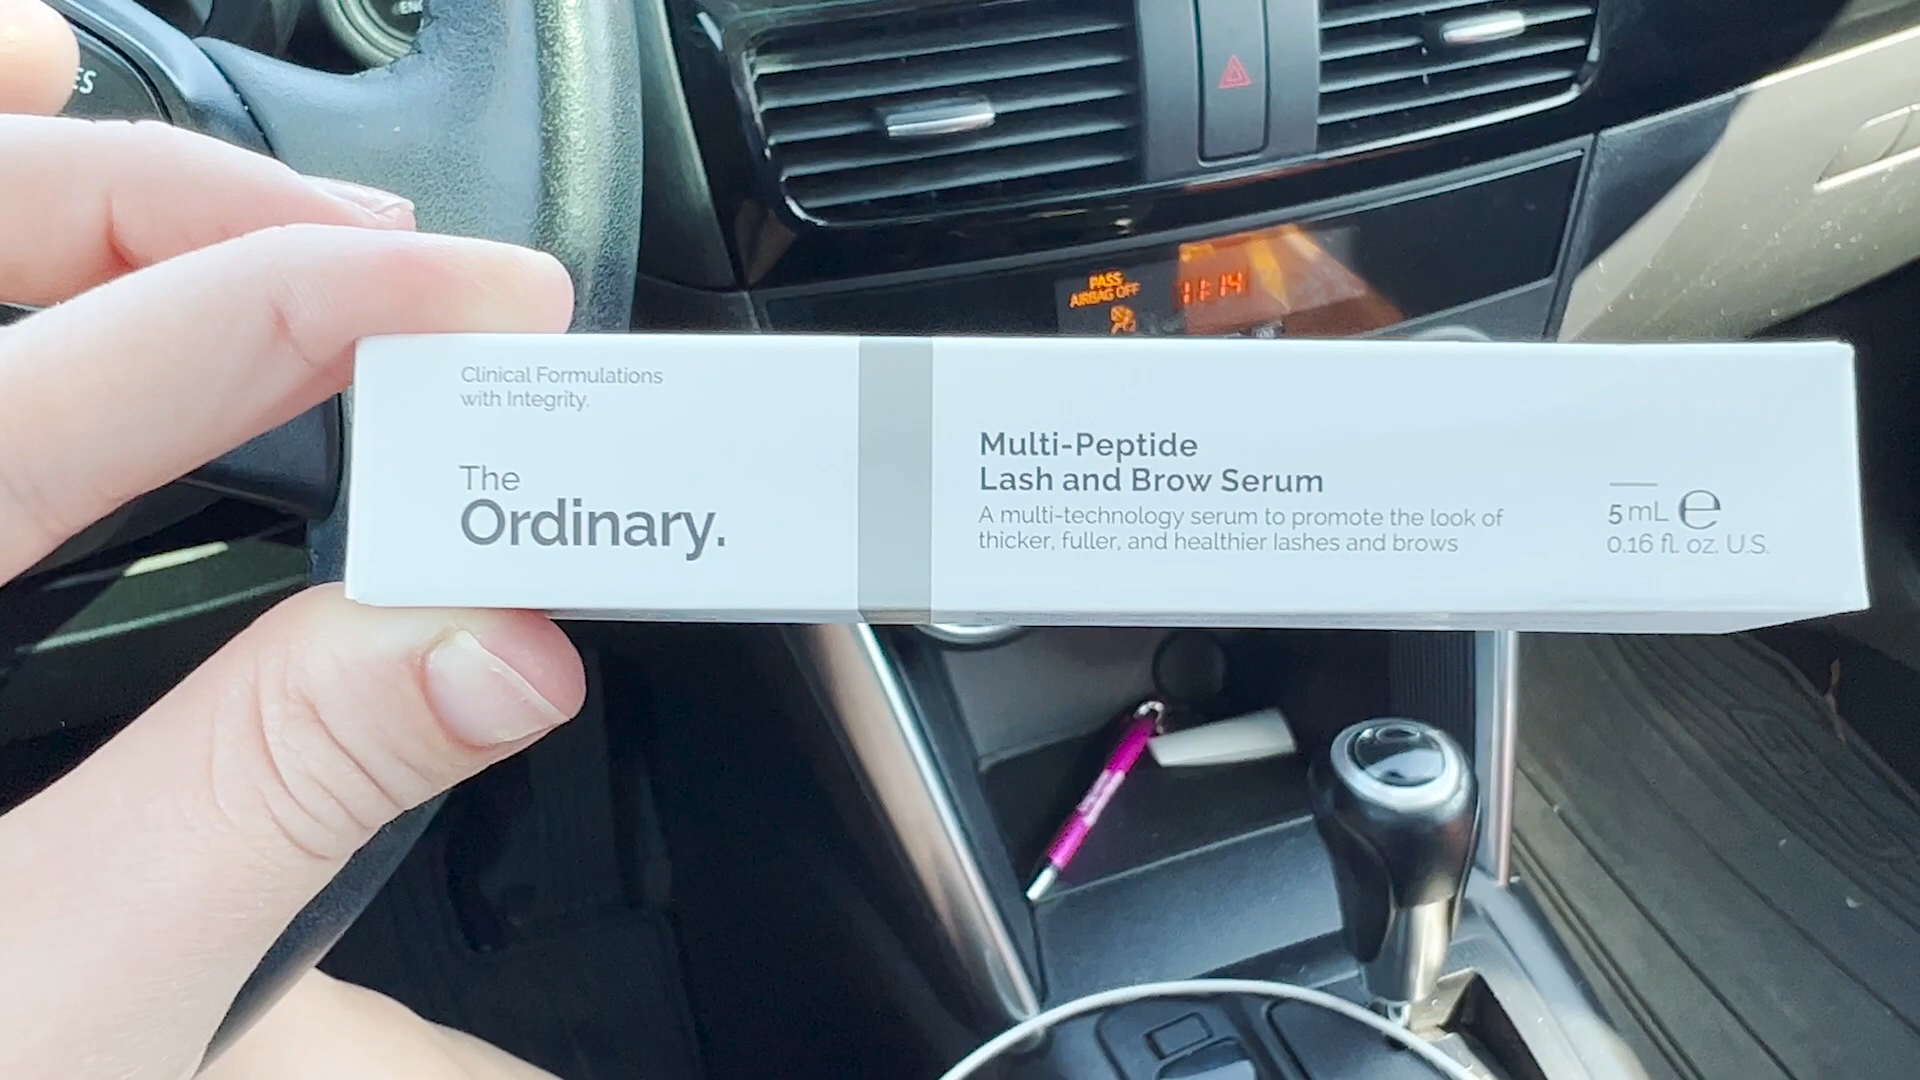 ES
PASS
AIRBAG OFF
11:14
Clinical Formulations
with Integrity.
The
Ordinary.
Multi-Peptide
Lash and Brow Serum
A multi-technology serum to promote the look of
thicker, fuller, and healthier lashes and brows
5 mL ℮
0.16 fl. oz. U.S.